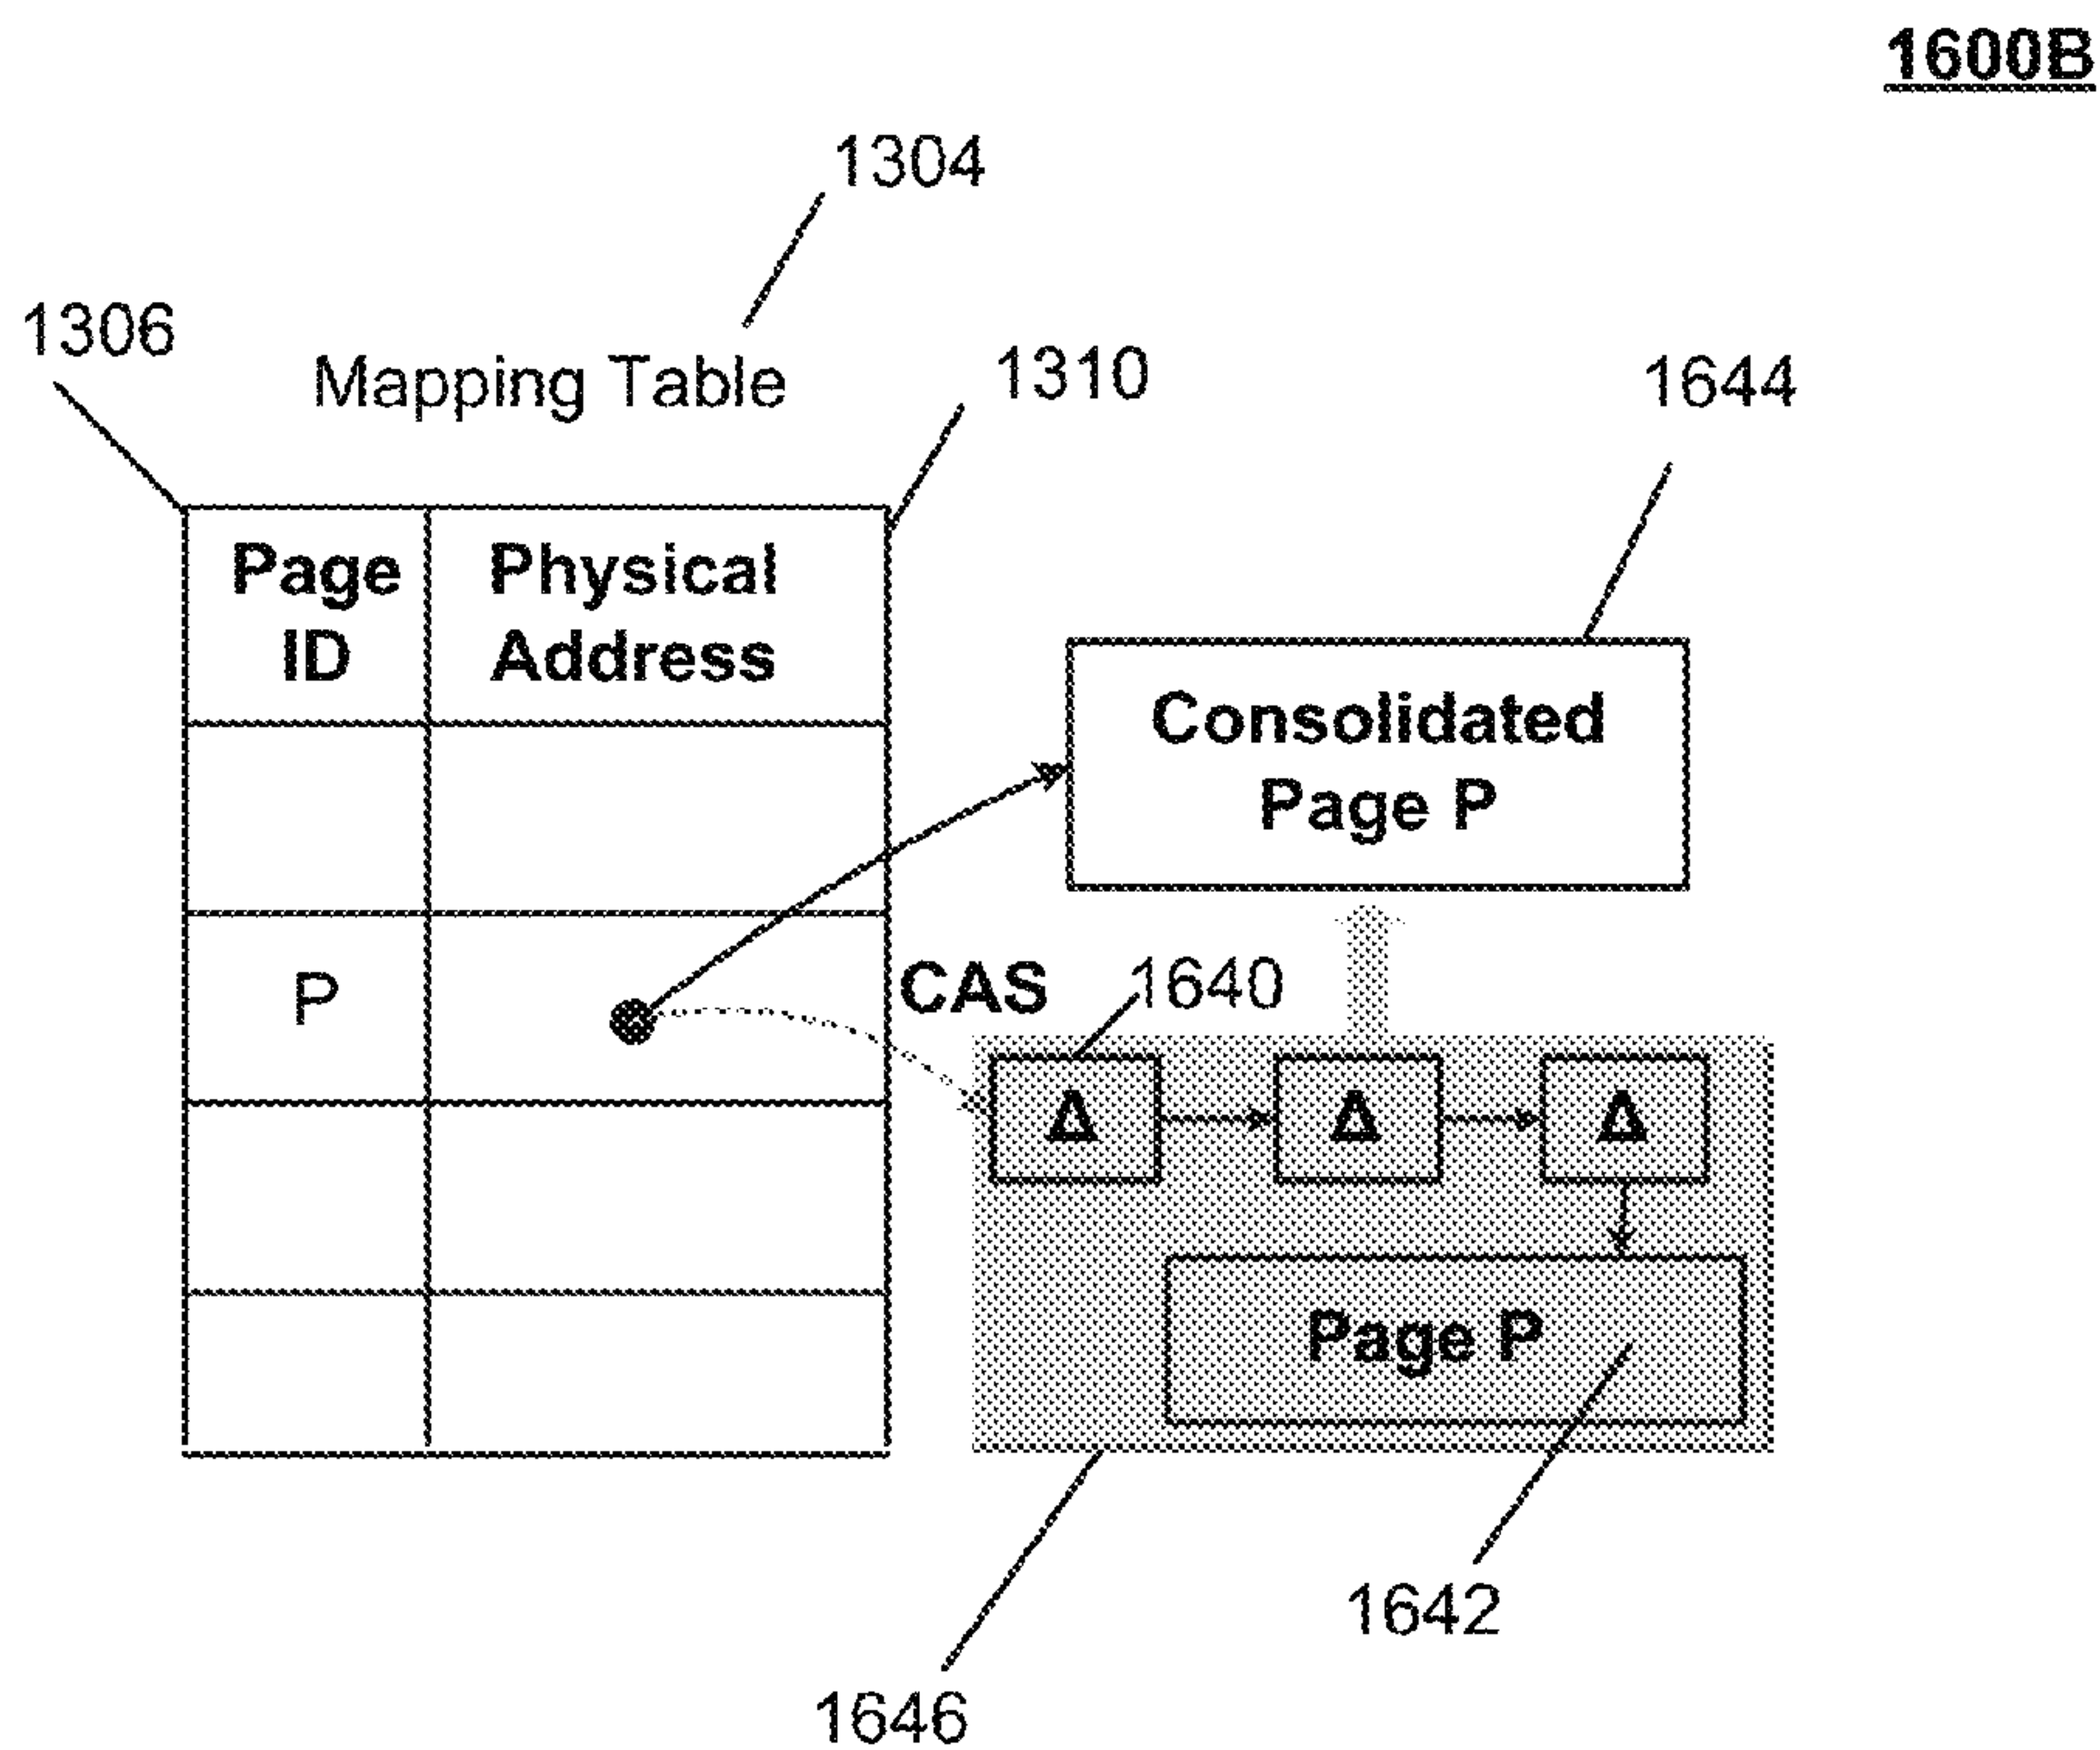 1600B
1304
1306
Mapping Table
1310
1644
Page
ID
Physical
Address
Consolidated
Page P
P
CAS
1640
Δ
Δ
Δ
Page P
1642
1646